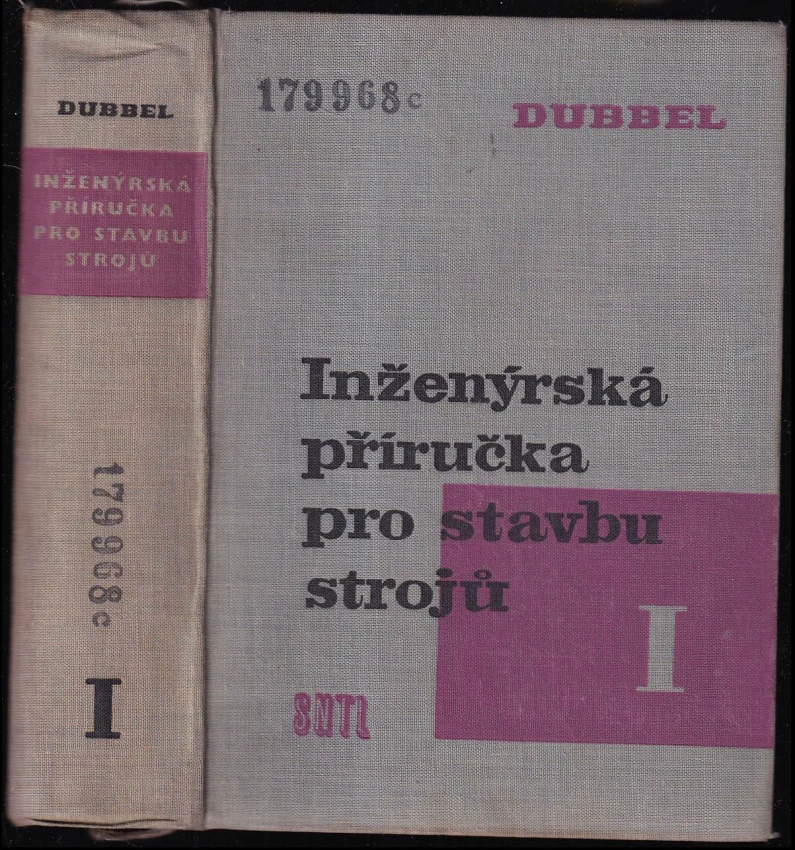 DUBBEL
INŽENÝRSKÁ
PŘÍRUČKA
PRO STAVBU
STROJŮ
179968c
I
179968c
DUBBEL
Inženýrská
příručka
pro stavbu
strojů
I
SNTL